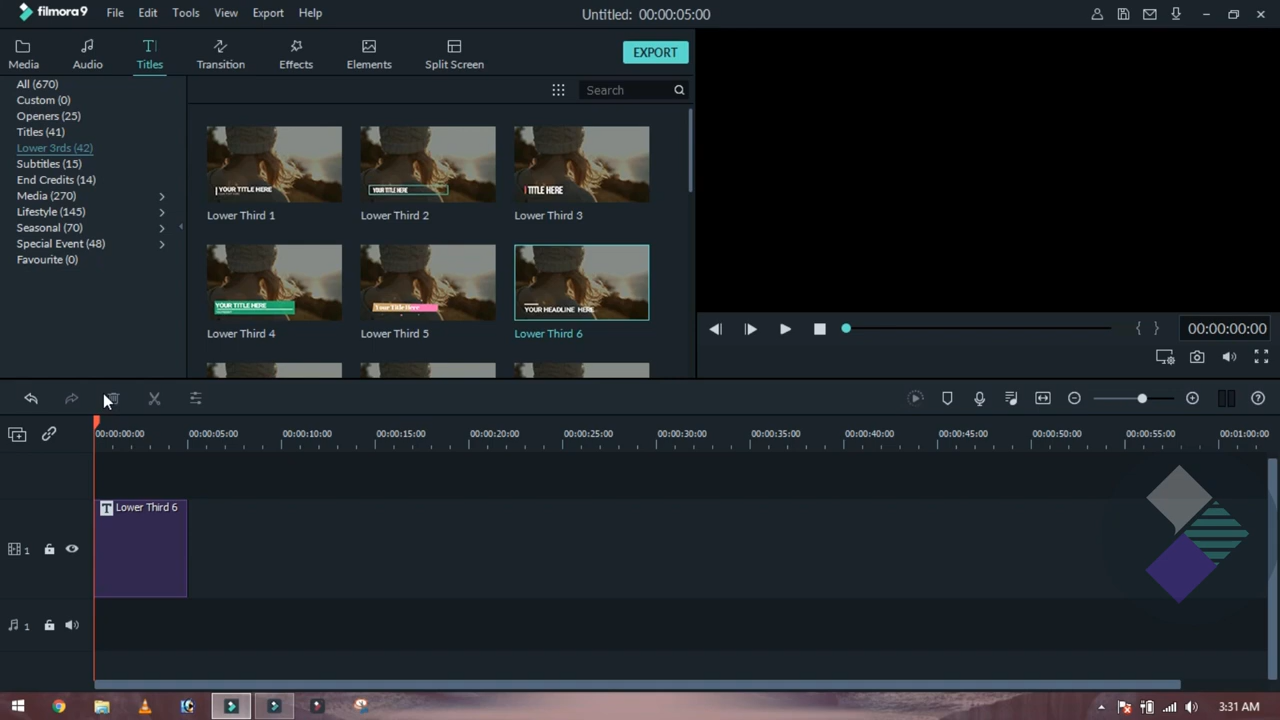 filmora9 File Edit Tools View Export Help Untitled: 00:00:05:00
Media Audio Titles Transition Effects Elements Split Screen EXPORT
All (670)
Custom (0)
Openers (25)
Titles (41)
Lower 3rds (42)
Subtitles (15)
End Credits (14)
Media (270)
Lifestyle (145)
Seasonal (70)
Special Event (48)
Favourite (0)
Search
YOUR TITLE HERE YOUR TITLE HERE TITLE HERE
Lower Third 1 Lower Third 2 Lower Third 3
YOUR TITLE HERE Your Title Here YOUR HEADLINE HERE
Lower Third 4 Lower Third 5 Lower Third 6
00:00:00:00
00:00:00:00 00:00:05:00 00:00:10:00 00:00:15:00 00:00:20:00 00:00:25:00 00:00:30:00 00:00:35:00 00:00:40:00 00:00:45:00 00:00:50:00 00:00:55:00 00:01:00:00
T Lower Third 6
1
1
3:31 AM